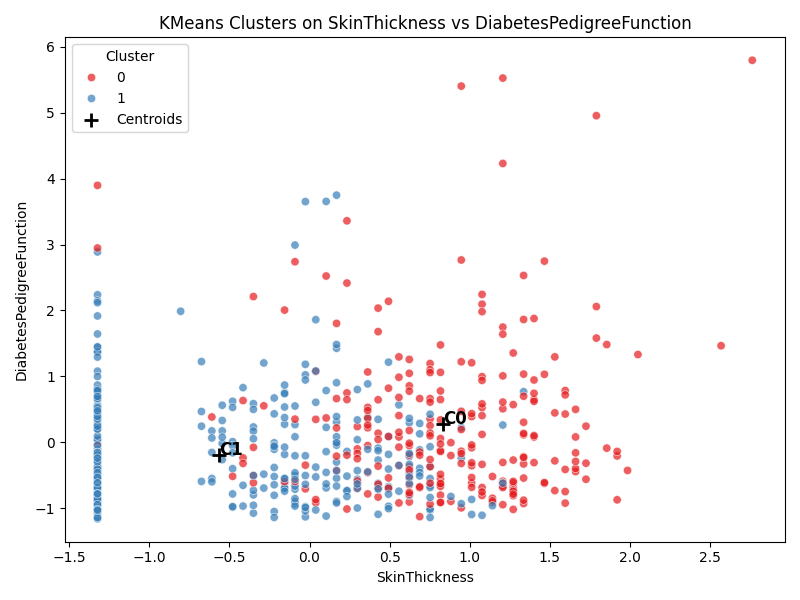 KMeans Clusters on SkinThickness vs DiabetesPedigreeFunction
Cluster
0
1
Centroids
6
5
4
3
2
1
0
−1
DiabetesPedigreeFunction
C0
C1
−1.5 −1.0 −0.5 0.0 0.5 1.0 1.5 2.0 2.5
SkinThickness